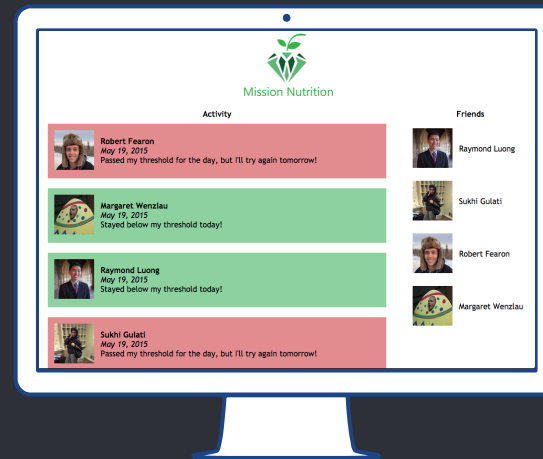 Mission Nutrition
Activity
Friends
Robert Fearon
May 19, 2015
Passed my threshold for the day, but I'll try again tomorrow!
Margaret Wenzlau
May 19, 2015
Stayed below my threshold today!
Raymond Luong
May 19, 2015
Stayed below my threshold today!
Sukhi Gulati
May 19, 2015
Passed my threshold for the day, but I'll try again tomorrow!
Raymond Luong
Sukhi Gulati
Robert Fearon
Margaret Wenzlau